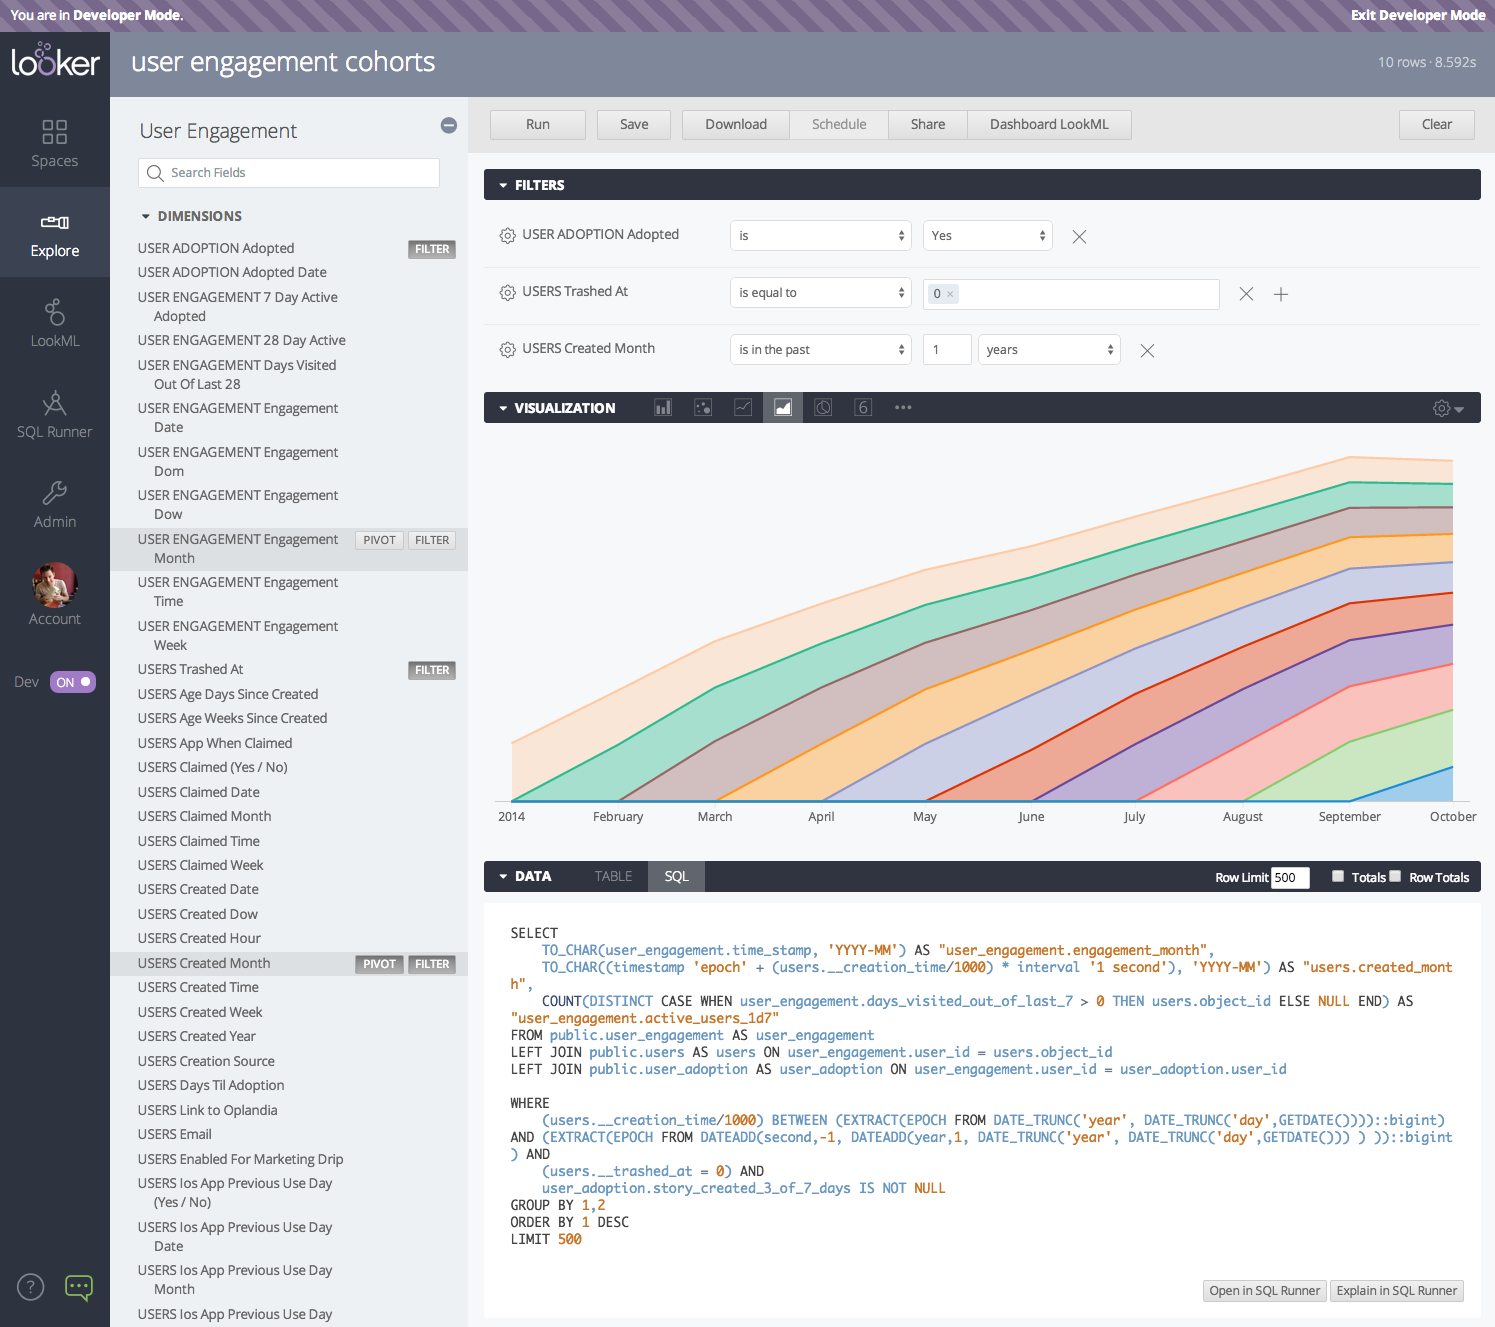 You are in Developer Mode.
Exit Developer Mode
looker
user engagement cohorts
10 rows · 8.592s
Spaces
Explore
LookML
SQL Runner
Admin
Account
Dev ON
User Engagement
Search Fields
DIMENSIONS
USER ADOPTION Adopted FILTER
USER ADOPTION Adopted Date
USER ENGAGEMENT 7 Day Active
Adopted
USER ENGAGEMENT 28 Day Active
USER ENGAGEMENT Days Visited
Out Of Last 28
USER ENGAGEMENT Engagement
Date
USER ENGAGEMENT Engagement
Dom
USER ENGAGEMENT Engagement
Dow
USER ENGAGEMENT Engagement PIVOT FILTER
Month
USER ENGAGEMENT Engagement
Time
USER ENGAGEMENT Engagement
Week
USERS Trashed At FILTER
USERS Age Days Since Created
USERS Age Weeks Since Created
USERS App When Claimed
USERS Claimed (Yes / No)
USERS Claimed Date
USERS Claimed Month
USERS Claimed Time
USERS Claimed Week
USERS Created Date
USERS Created Dow
USERS Created Hour
USERS Created Month PIVOT FILTER
USERS Created Time
USERS Created Week
USERS Created Year
USERS Creation Source
USERS Days Til Adoption
USERS Link to Oplandia
USERS Email
USERS Enabled For Marketing Drip
USERS Ios App Previous Use Day
(Yes / No)
USERS Ios App Previous Use Day
Date
USERS Ios App Previous Use Day
Month
USERS Ios App Previous Use Day
Run Save Download Schedule Share Dashboard LookML Clear
FILTERS
USER ADOPTION Adopted is Yes
USERS Trashed At is equal to 0 ×
USERS Created Month is in the past 1 years
VISUALIZATION 6
2014 February March April May June July August September October
DATA TABLE SQL Row Limit 500 Totals Row Totals
SELECT
TO_CHAR(user_engagement.time_stamp, 'YYYY-MM') AS "user_engagement.engagement_month",
TO_CHAR((timestamp 'epoch' + (users.__creation_time/1000) * interval '1 second'), 'YYYY-MM') AS "users.created_mont
h",
COUNT(DISTINCT CASE WHEN user_engagement.days_visited_out_of_last_7 > 0 THEN users.object_id ELSE NULL END) AS
"user_engagement.active_users_1d7"
FROM public.user_engagement AS user_engagement
LEFT JOIN public.users AS users ON user_engagement.user_id = users.object_id
LEFT JOIN public.user_adoption AS user_adoption ON user_engagement.user_id = user_adoption.user_id
WHERE
(users.__creation_time/1000) BETWEEN (EXTRACT(EPOCH FROM DATE_TRUNC('year', DATE_TRUNC('day',GETDATE())))::bigint)
AND (EXTRACT(EPOCH FROM DATEADD(second,-1, DATEADD(year,1, DATE_TRUNC('year', DATE_TRUNC('day',GETDATE())) ) ))::bigint
) AND
(users.__trashed_at = 0) AND
user_adoption.story_created_3_of_7_days IS NOT NULL
GROUP BY 1,2
ORDER BY 1 DESC
LIMIT 500
Open in SQL Runner Explain in SQL Runner